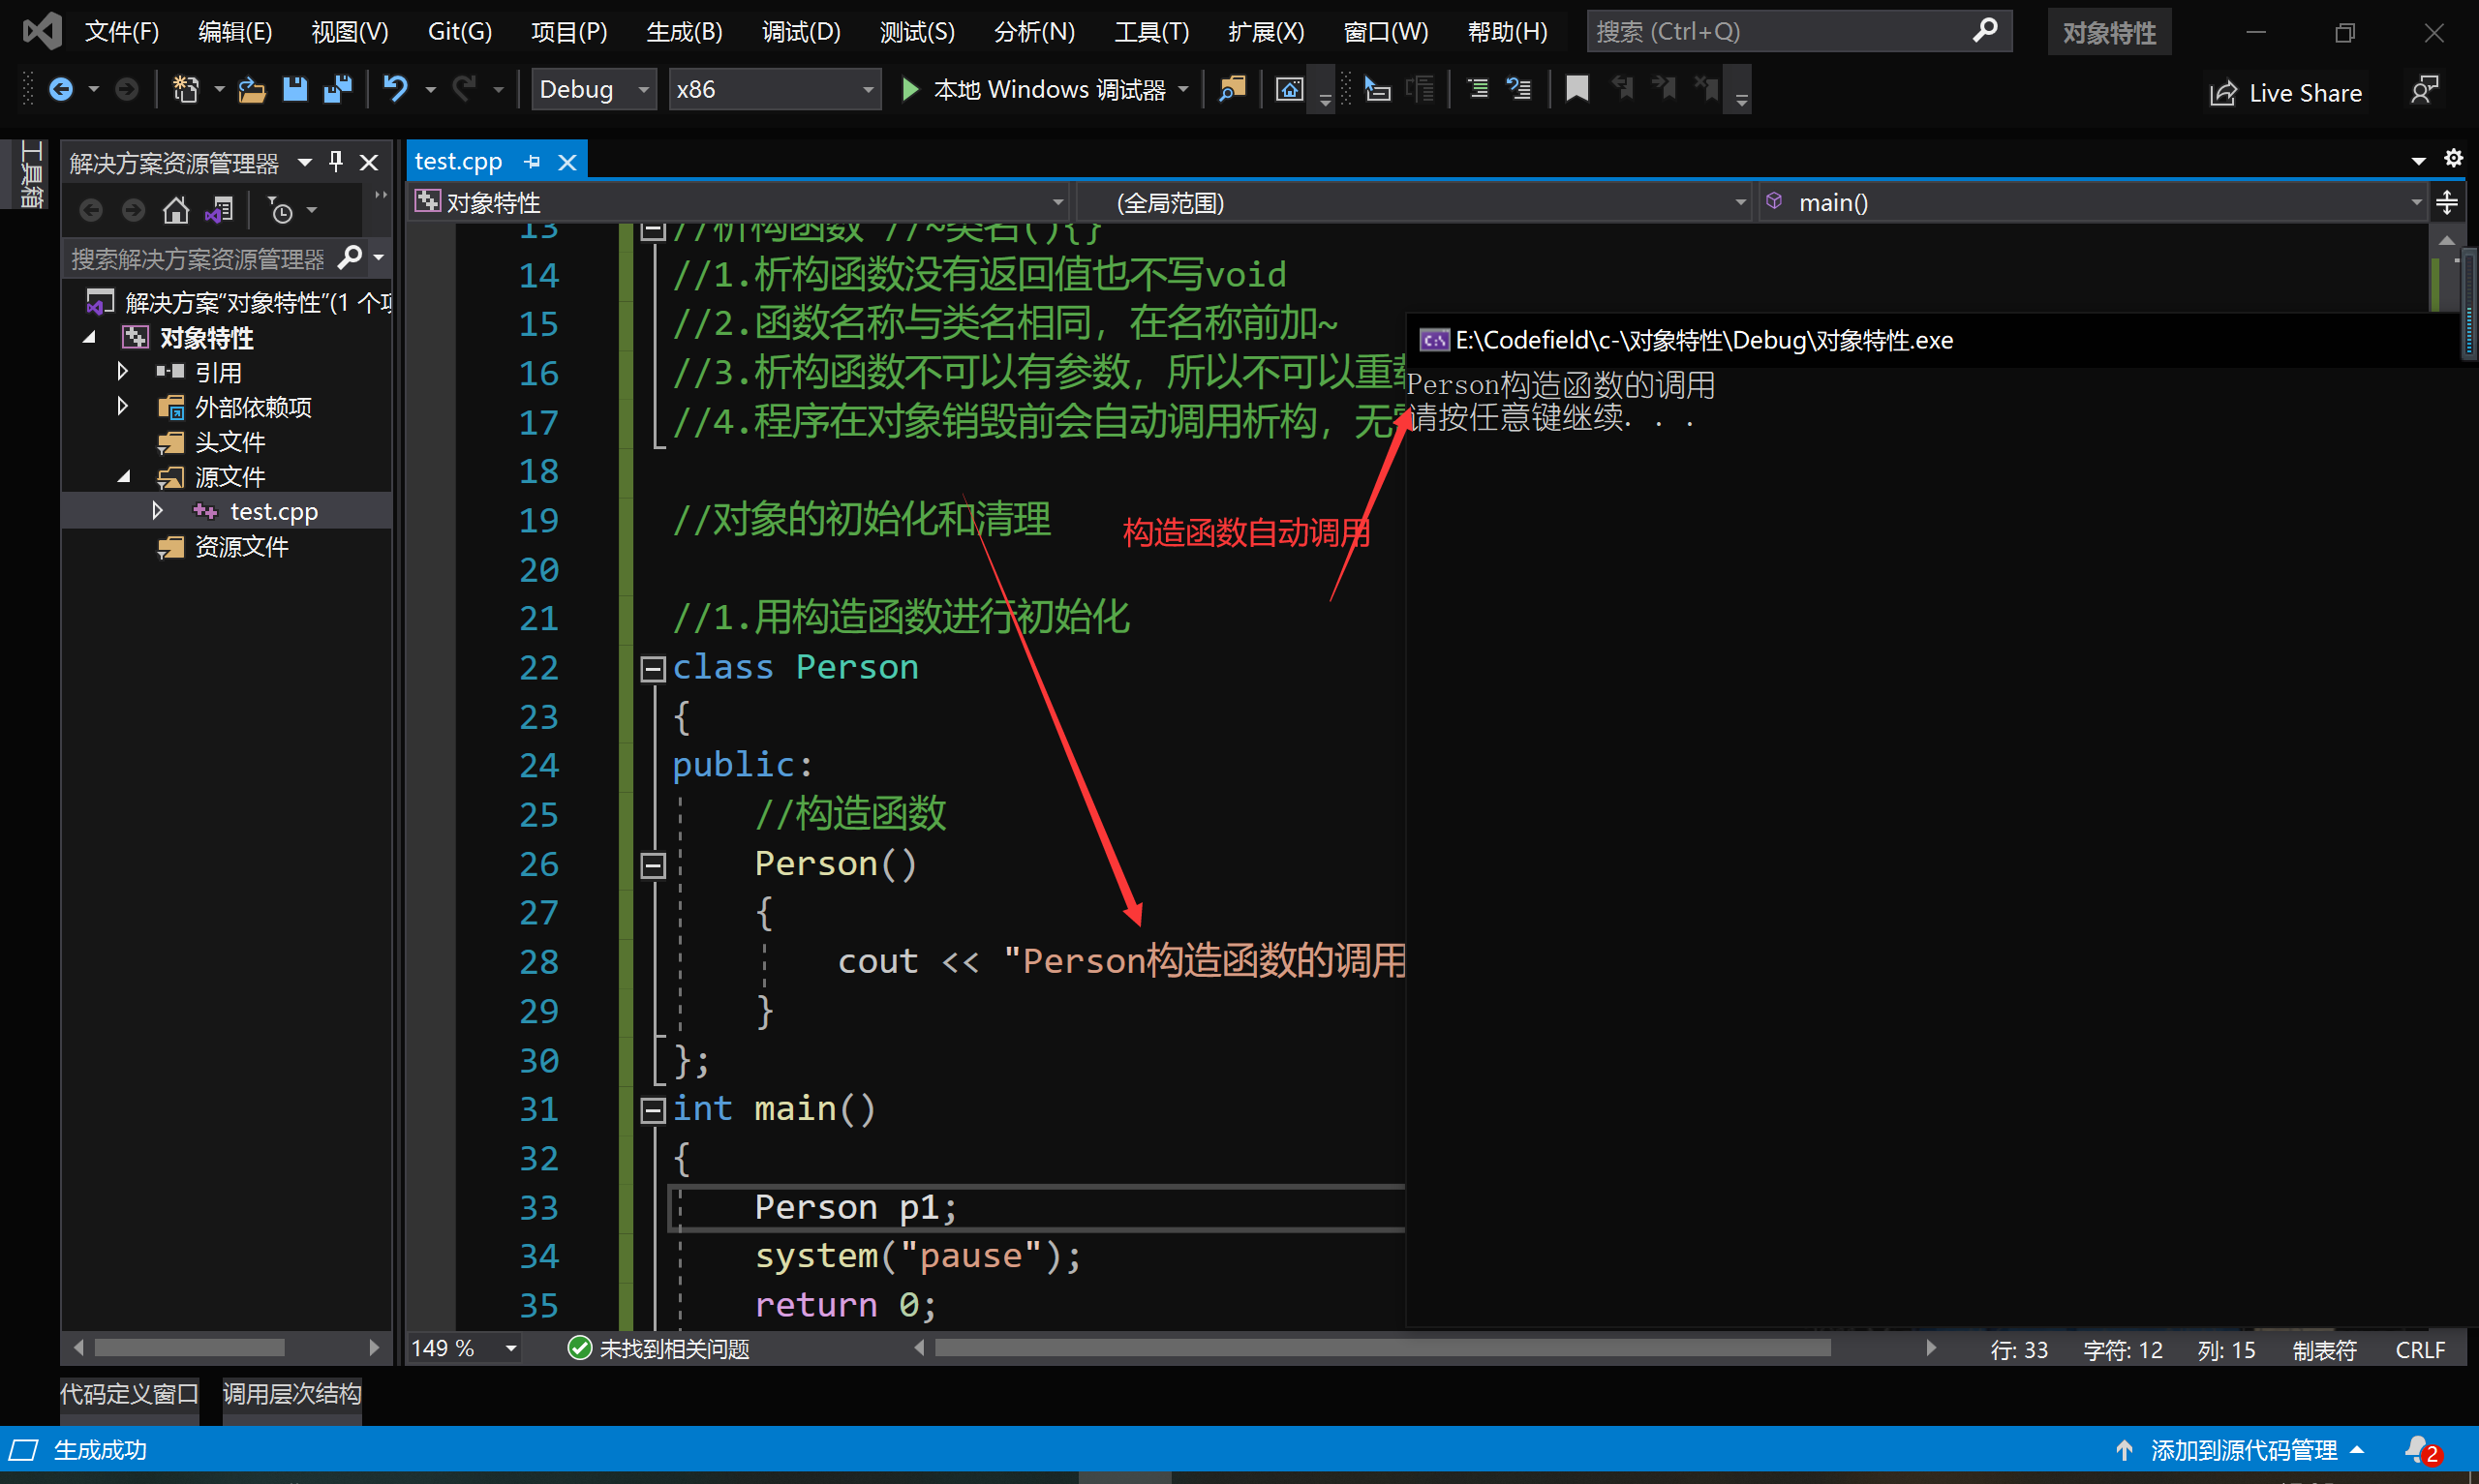 文件(F) 编辑(E) 视图(V) Git(G) 项目(P) 生成(B) 调试(D) 测试(S) 分析(N) 工具(T) 扩展(X) 窗口(W) 帮助(H) 搜索 (Ctrl+Q) 对象特性
Debug x86 本地 Windows 调试器 Live Share
工具箱
解决方案资源管理器
搜索解决方案资源管理器
解决方案“对象特性”(1 个
对象特性
引用
外部依赖项
头文件
源文件
test.cpp
资源文件
test.cpp
对象特性 (全局范围) main()
13 //析构函数 //~类名(){}
14 //1.析构函数没有返回值也不写void
15 //2.函数名称与类名相同，在名称前加~
16 //3.析构函数不可以有参数，所以不可以重载
17 //4.程序在对象销毁前会自动调用析构，无
18
19 //对象的初始化和清理
20
21 //1.用构造函数进行初始化
22 class Person
23 {
24 public:
25 //构造函数
26 Person()
27 {
28 cout << "Person构造函数的调用
29 }
30 };
31 int main()
32 {
33 Person p1;
34 system("pause");
35 return 0;
构造函数自动调用
E:\Codefield\c-\对象特性\Debug\对象特性.exe
Person构造函数的调用
请按任意键继续. . .
149 % 未找到相关问题 行: 33 字符: 12 列: 15 制表符 CRLF
代码定义窗口 调用层次结构
生成成功 添加到源代码管理 2